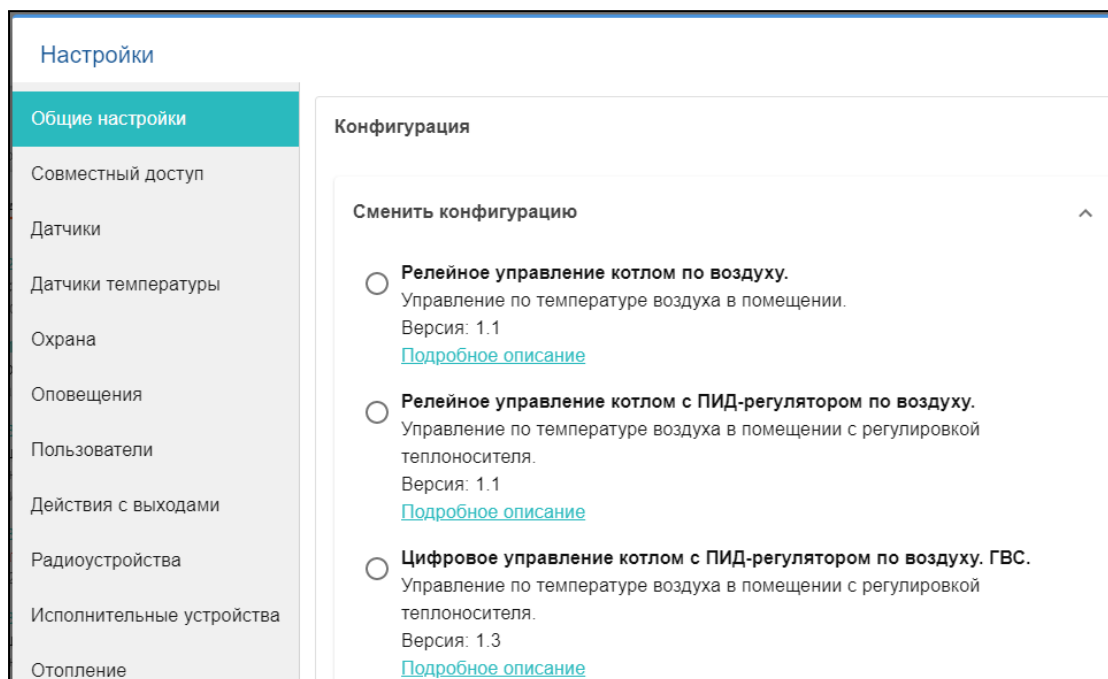 Настройки
Общие настройки
Совместный доступ
Датчики
Датчики температуры
Охрана
Оповещения
Пользователи
Действия с выходами
Радиоустройства
Исполнительные устройства
Отопление
Конфигурация
Сменить конфигурацию
Релейное управление котлом по воздуху.
Управление по температуре воздуха в помещении.
Версия: 1.1
Подробное описание
Релейное управление котлом с ПИД-регулятором по воздуху.
Управление по температуре воздуха в помещении с регулировкой
теплоносителя.
Версия: 1.1
Подробное описание
Цифровое управление котлом с ПИД-регулятором по воздуху. ГВС.
Управление по температуре воздуха в помещении с регулировкой
теплоносителя.
Версия: 1.3
Подробное описание